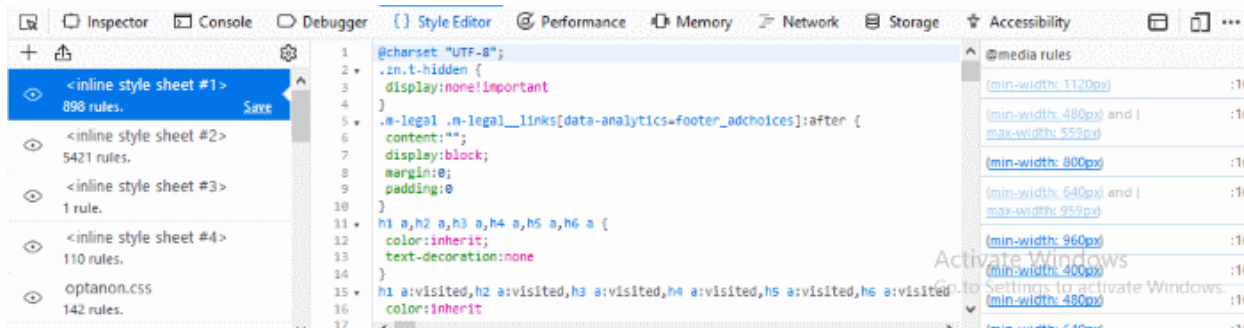 Inspector Console Debugger {} Style Editor Performance Memory Network Storage Accessibility
@media rules
<inline style sheet #1>
898 rules. Save
<inline style sheet #2>
5421 rules.
<inline style sheet #3>
1 rule.
<inline style sheet #4>
110 rules.
optanon.css
142 rules.
1 @charset "UTF-8";
2 .zn.t-hidden {
3 display:none!important
4 }
5 .m-legal .m-legal__links[data-analytics=footer_adchoices]:after {
6 content:"";
7 display:block;
8 margin:0;
9 padding:0
10 }
11 h1 a,h2 a,h3 a,h4 a,h5 a,h6 a {
12 color:inherit;
13 text-decoration:none
14 }
15 h1 a:visited,h2 a:visited,h3 a:visited,h4 a:visited,h5 a:visited,h6 a:visited
16 color:inherit
17
(min-width: 1120px) :1
(min-width: 480px) and ( :1
max-width: 559px)
(min-width: 800px) :1
(min-width: 640px) and ( :1
max-width: 959px)
(min-width: 960px) :1
(min-width: 400px) :1
(min-width: 480px) :1
Activate Windows
Go to Settings to activate Windows.